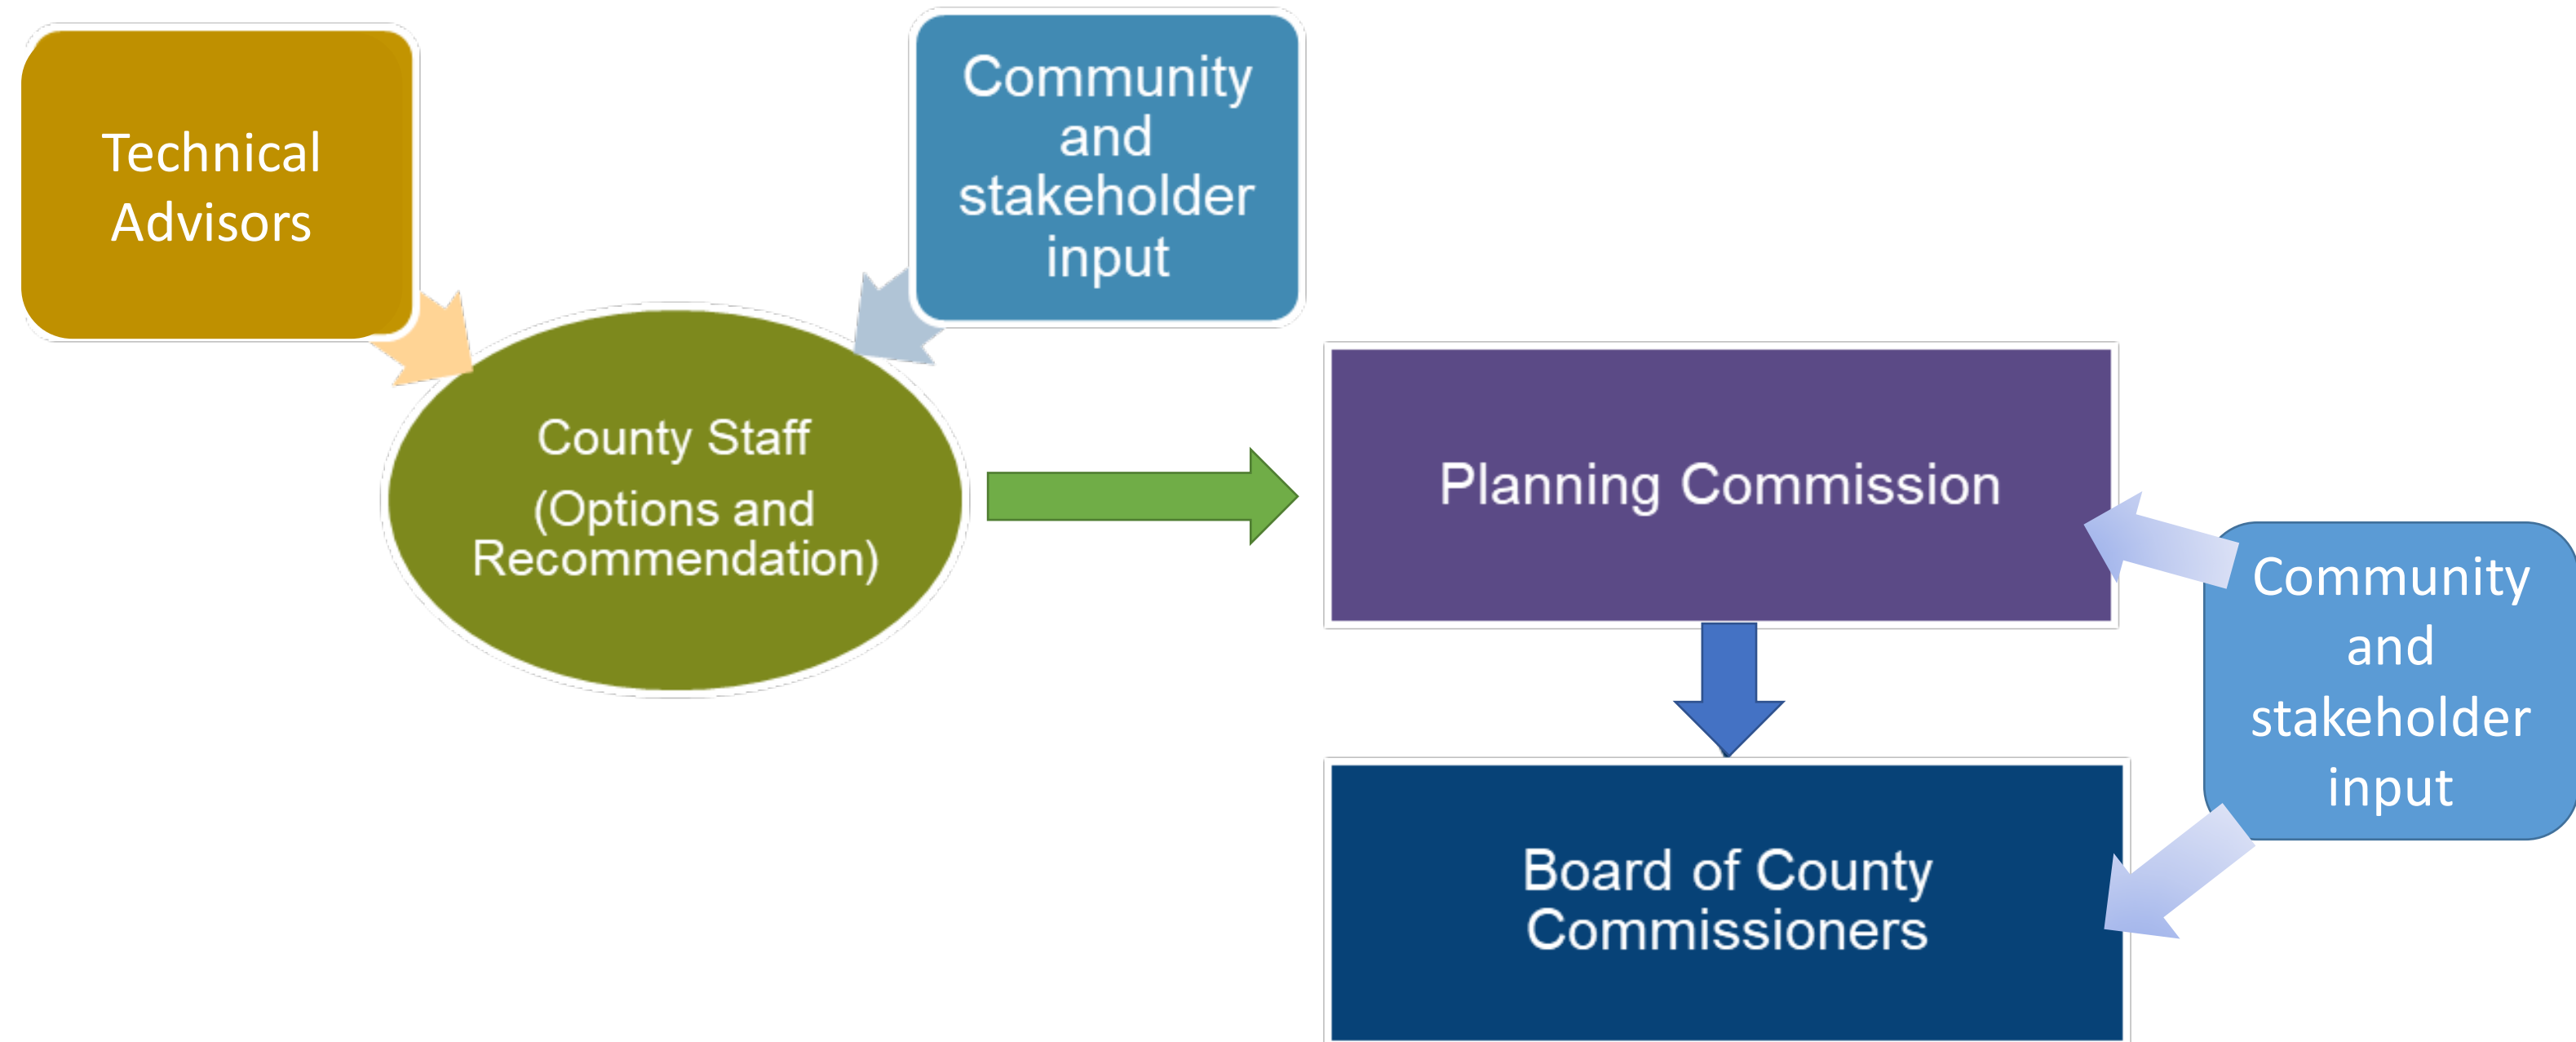 Technical
Advisors
Community
and
stakeholder
input
County Staff
(Options and
Recommendation)
Planning Commission
Community
and
stakeholder
input
Board of County
Commissioners